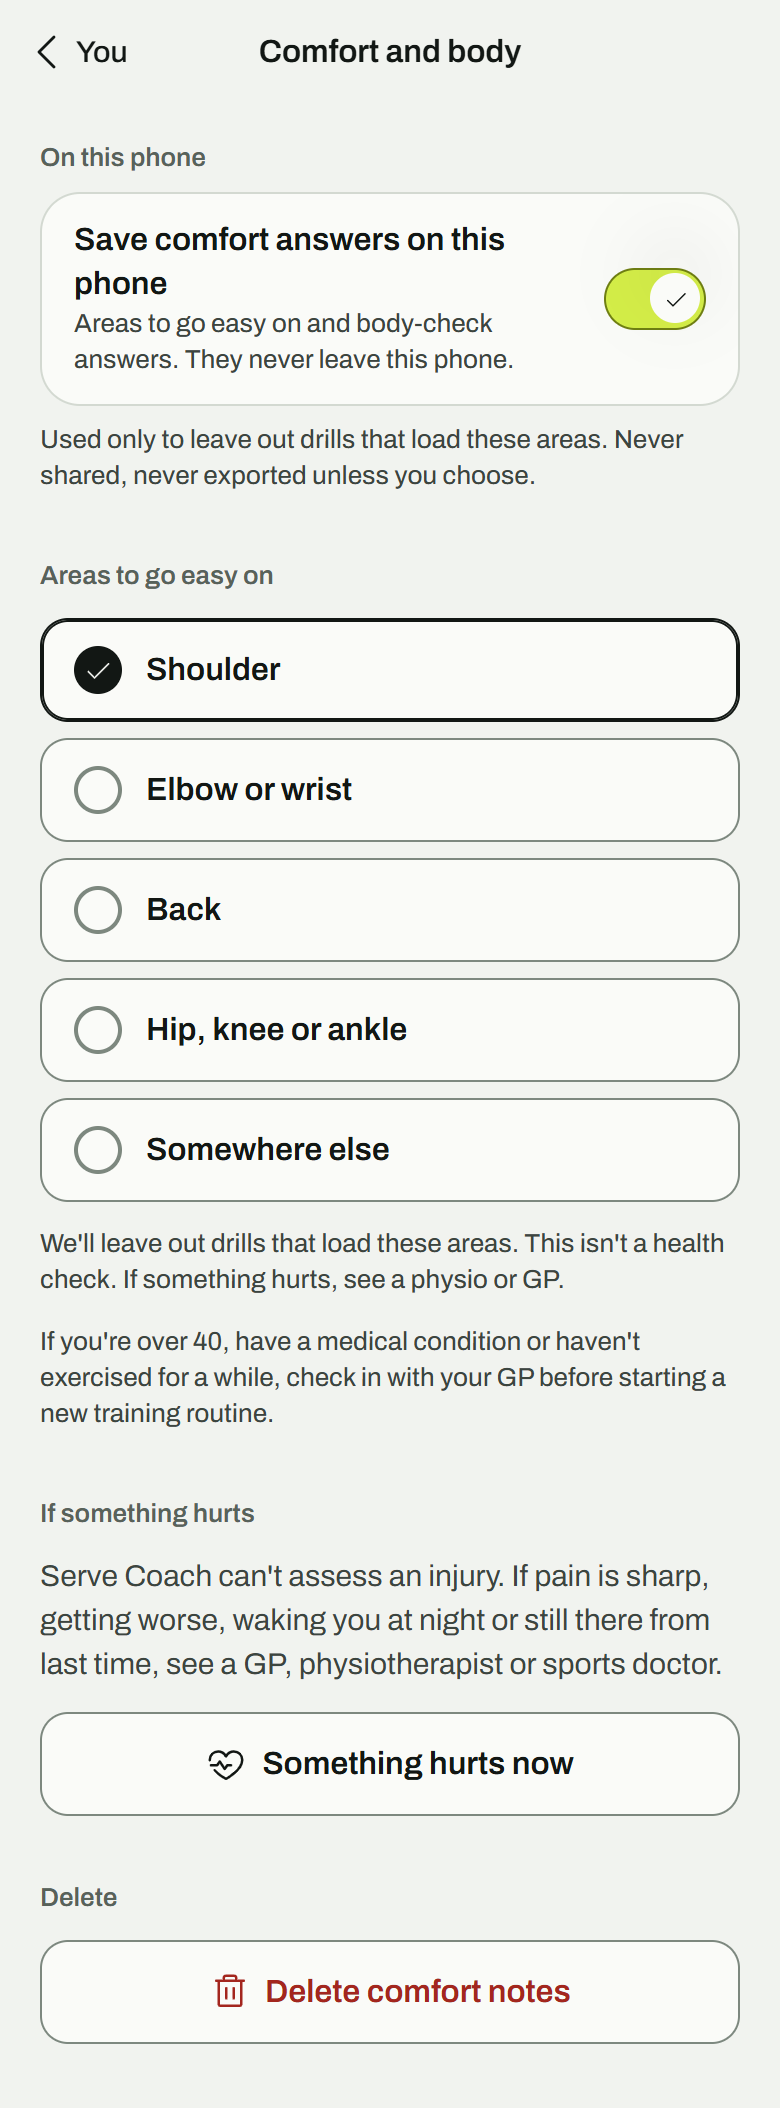 You
Comfort and body
On this phone
Save comfort answers on this
phone
Areas to go easy on and body-check
answers. They never leave this phone.
Used only to leave out drills that load these areas. Never
shared, never exported unless you choose.
Areas to go easy on
Shoulder
Elbow or wrist
Back
Hip, knee or ankle
Somewhere else
We'll leave out drills that load these areas. This isn't a health
check. If something hurts, see a physio or GP.
If you're over 40, have a medical condition or haven't
exercised for a while, check in with your GP before starting a
new training routine.
If something hurts
Serve Coach can't assess an injury. If pain is sharp,
getting worse, waking you at night or still there from
last time, see a GP, physiotherapist or sports doctor.
Something hurts now
Delete
Delete comfort notes